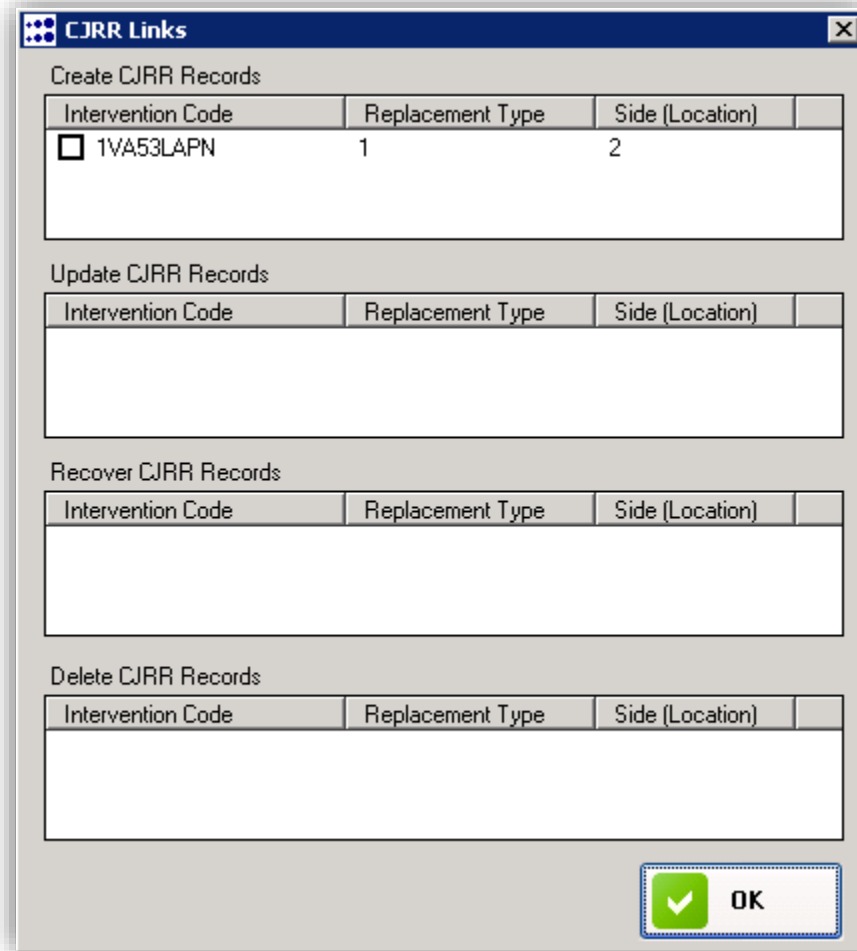 CJRR Links
Create CJRR Records
Intervention Code Replacement Type Side (Location)
1VA53LAPN 1 2
Update CJRR Records
Intervention Code Replacement Type Side (Location)
Recover CJRR Records
Intervention Code Replacement Type Side (Location)
Delete CJRR Records
Intervention Code Replacement Type Side (Location)
OK